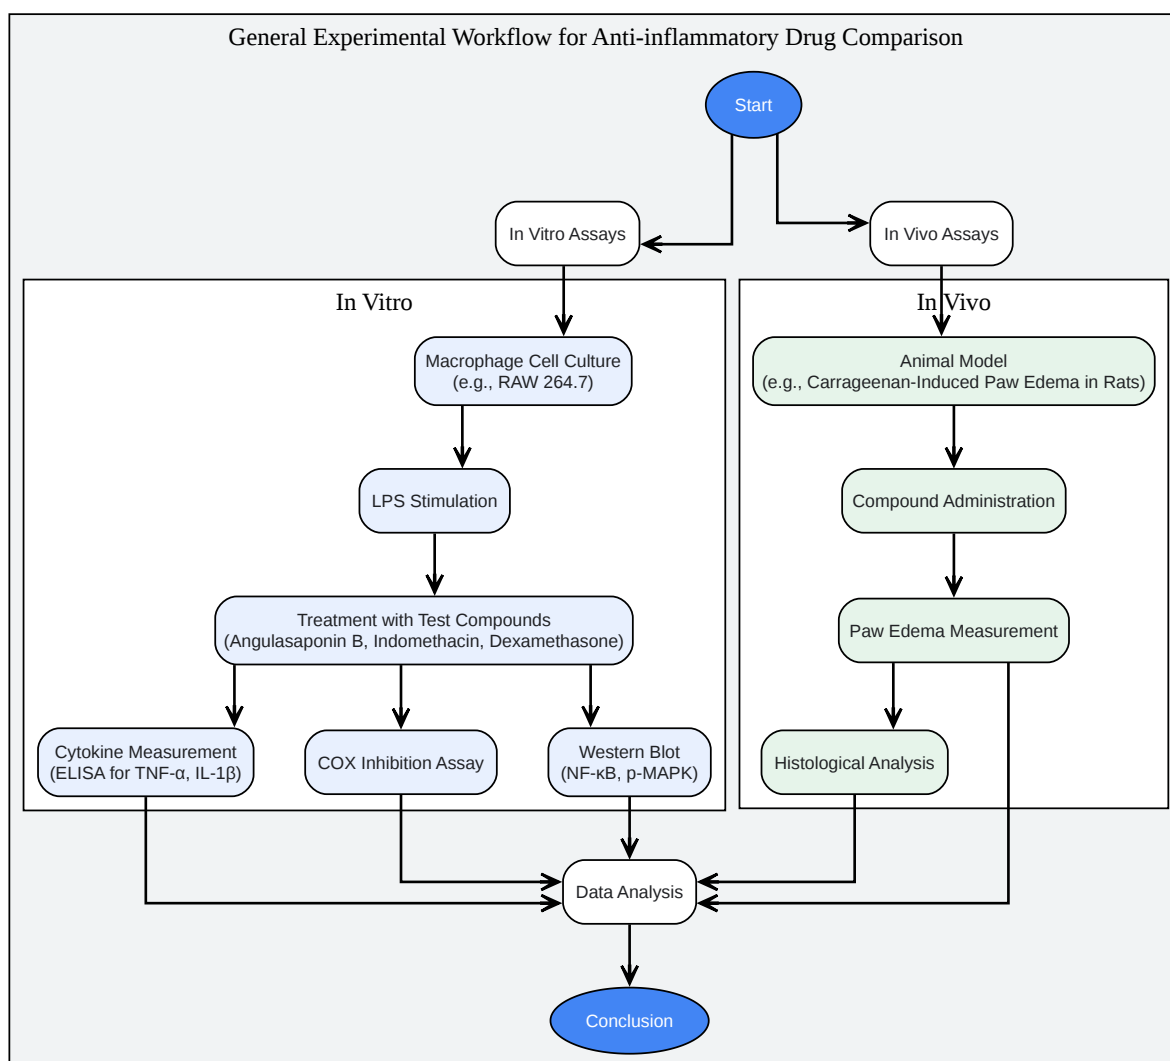 General Experimental Workflow for Anti-inflammatory Drug Comparison
Start
In Vitro Assays
In Vivo Assays
In Vitro
In Vivo
Macrophage Cell Culture
(e.g., RAW 264.7)
Animal Model
(e.g., Carrageenan-Induced Paw Edema in Rats)
LPS Stimulation
Compound Administration
Treatment with Test Compounds
(Angulasaponin B, Indomethacin, Dexamethasone)
Paw Edema Measurement
Cytokine Measurement
(ELISA for TNF-α, IL-1β)
COX Inhibition Assay
Western Blot
(NF-κB, p-MAPK)
Histological Analysis
Data Analysis
Conclusion